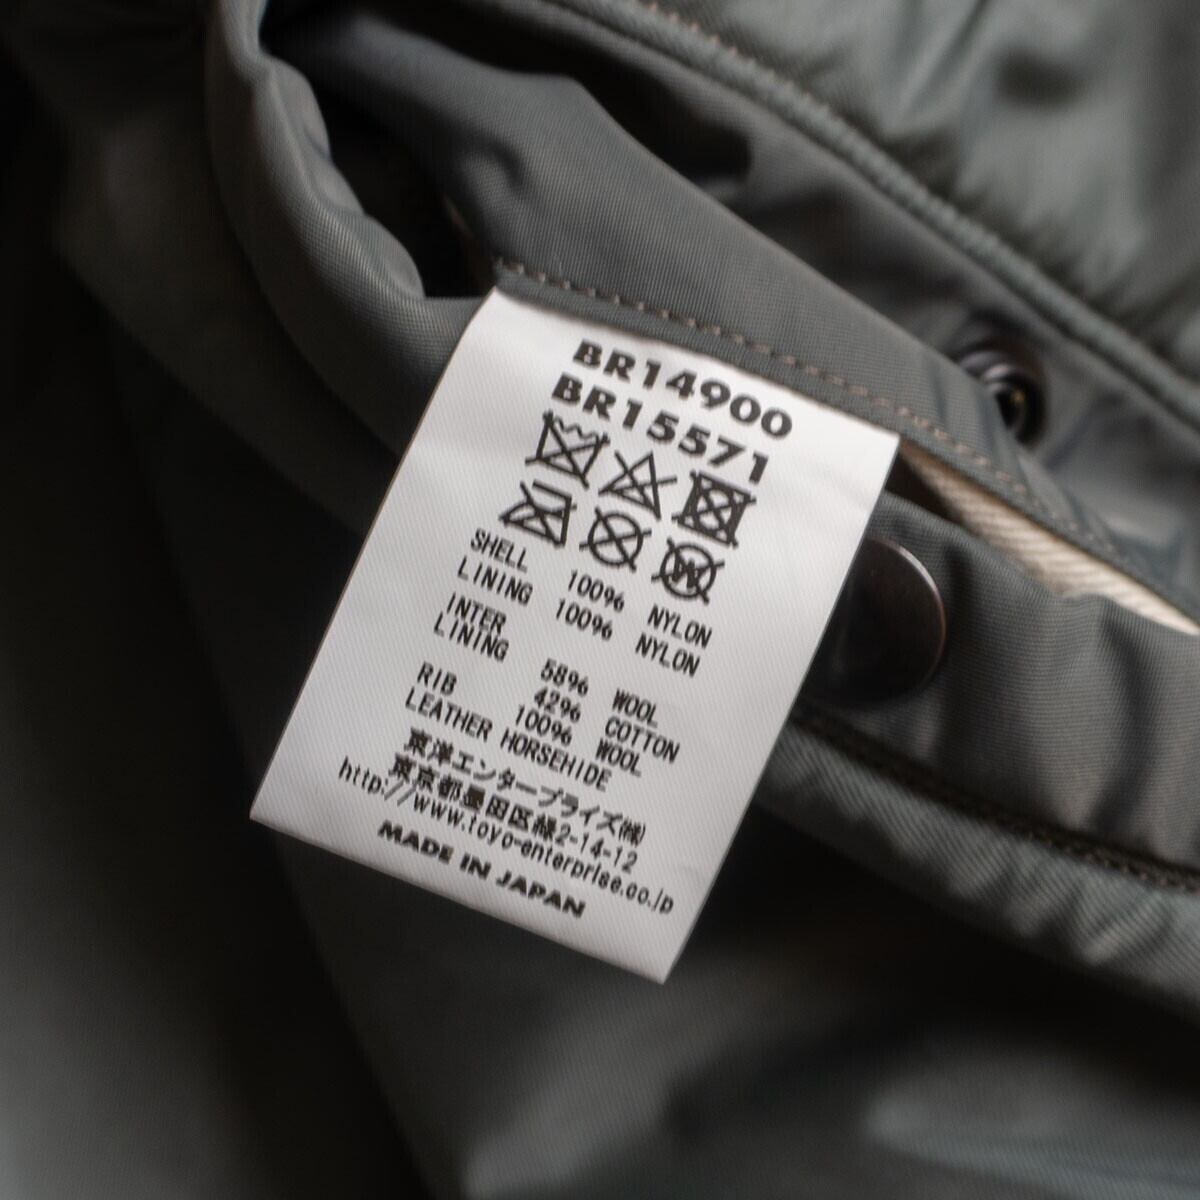 BR14900
BR15571
W
SHELL 100% NYLON
LINING 100% NYLON
INTER
LINING 58% WOOL
42% COTTON
RIB 100% WOOL
LEATHER HORSEHIDE
東洋エンタープライズ㈱
東京都墨田区緑2-14-12
http://www.toyo-enterprise.co.jp
MADE IN JAPAN